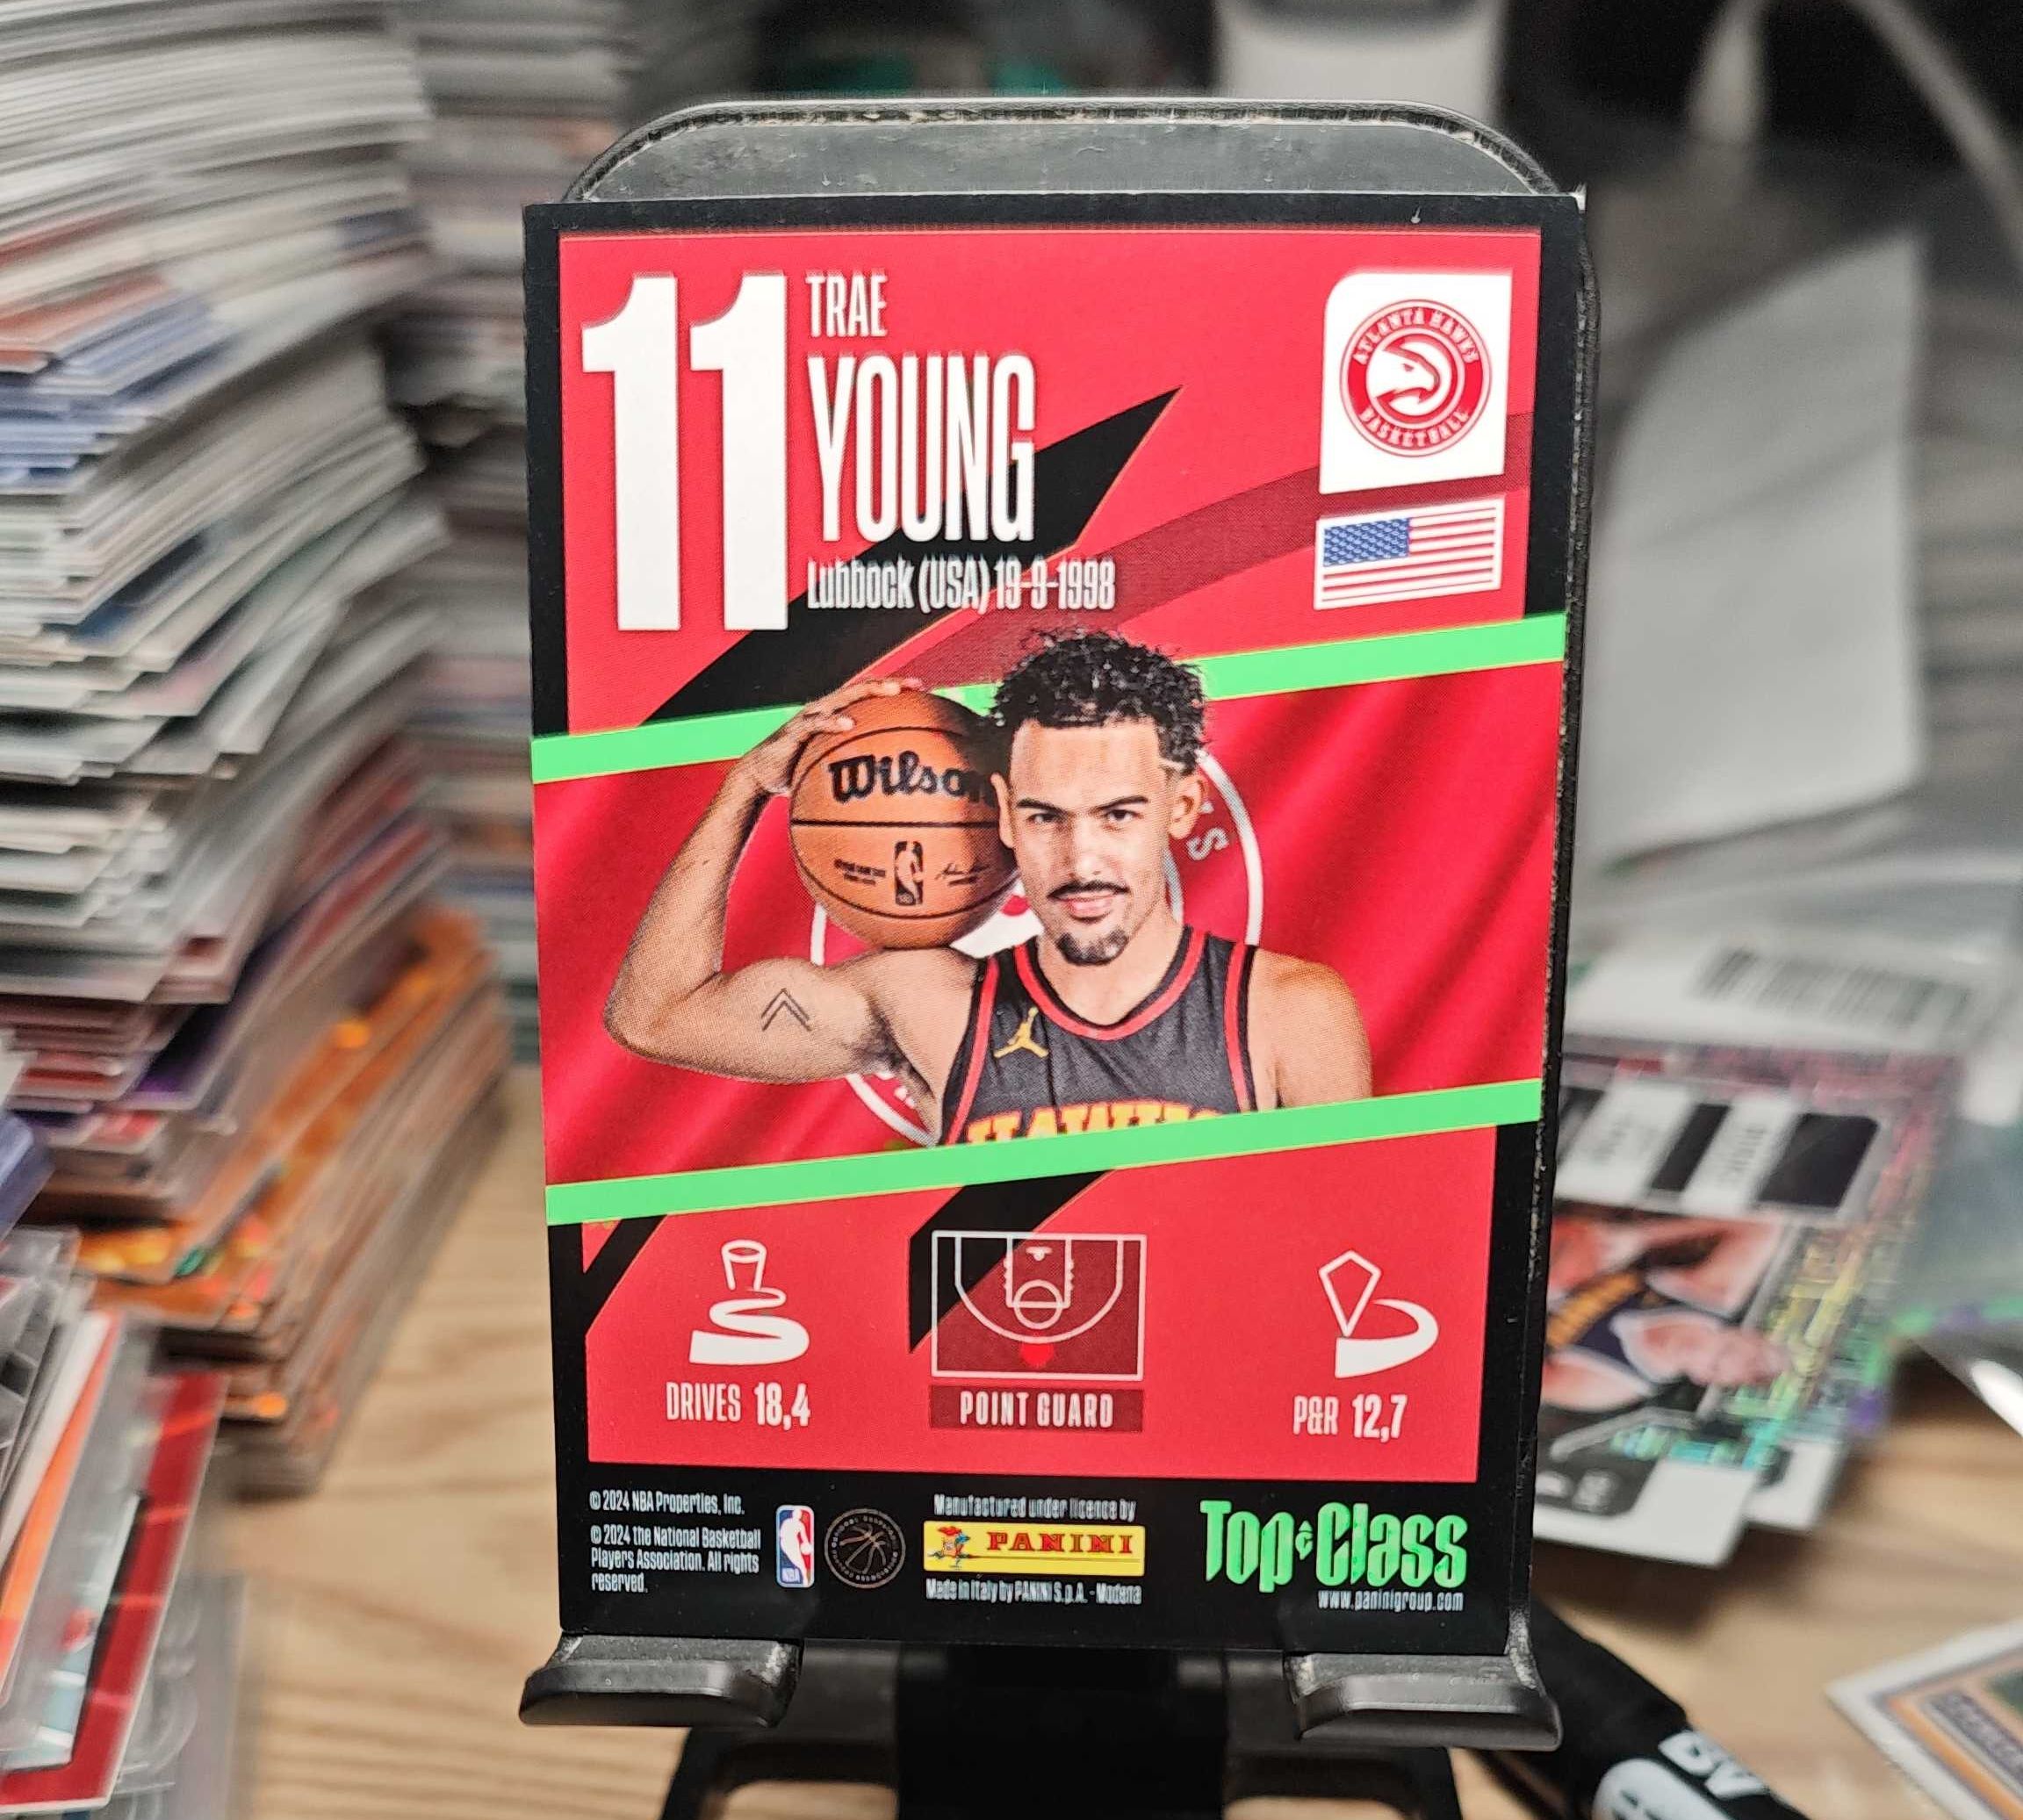 11
TRAE
YOUNG
Lubbock (USA) 19-9-1998
ATLANTA HAWKS
BASKETBALL
Wilson
HAWKS
DRIVES 18,4
POINT GUARD
P&R 12,7
© 2024 NBA Properties, Inc.
© 2024 the National Basketball
Players Association. All rights
reserved.
NBA
Manufactured under licence by
PANINI
Made in Italy by PANINI S.p.A. - Modena
Top Class
www.paninigroup.com